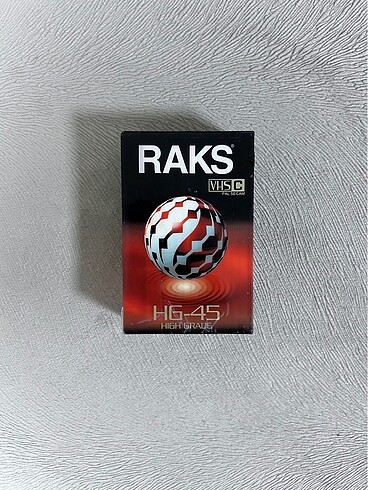 RAKS
VHS C
PAL SECAM
HG-45
HIGH GRADE